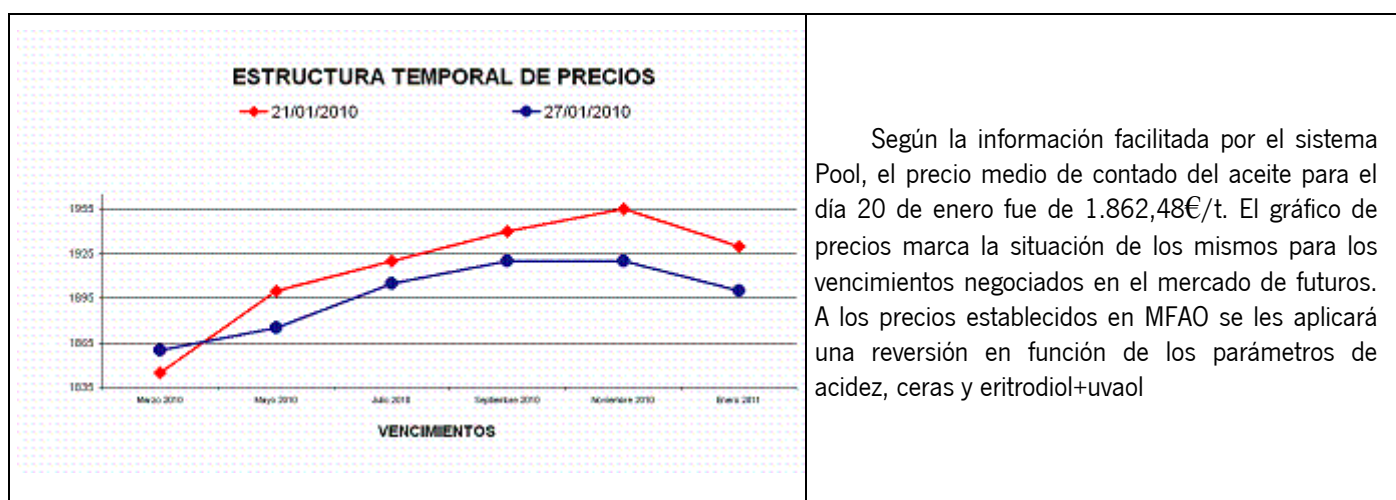 ESTRUCTURA TEMPORAL DE PRECIOS
21/01/2010
27/01/2010
1955
1925
1895
1865
1835
Marzo 2010
Mayo 2010
Julio 2010
Septiembre 2010
Noviembre 2010
Enero 2011
VENCIMIENTOS
Según la información facilitada por el sistema
Pool, el precio medio de contado del aceite para el
día 20 de enero fue de 1.862,48€/t. El gráfico de
precios marca la situación de los mismos para los
vencimientos negociados en el mercado de futuros.
A los precios establecidos en MFAO se les aplicará
una reversión en función de los parámetros de
acidez, ceras y eritrodiol+uvaol